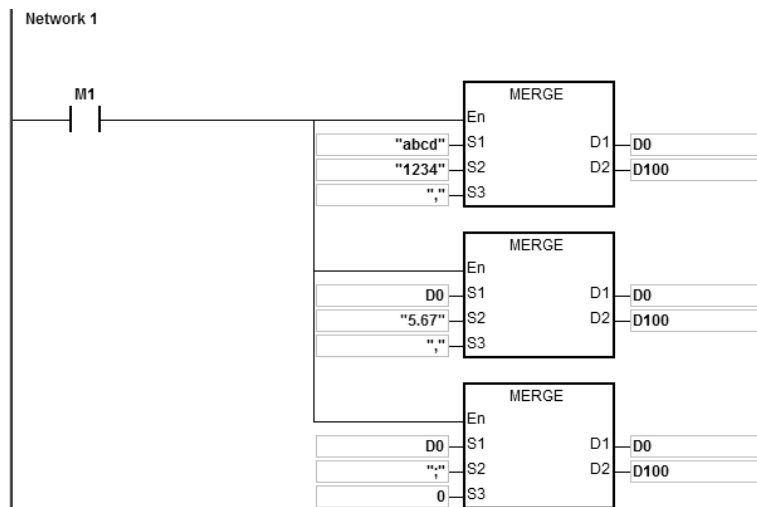 Network 1
M1
MERGE
En
"abcd" S1 D1 D0
"1234" S2 D2 D100
"," S3
MERGE
En
D0 S1 D1 D0
"5.67" S2 D2 D100
"," S3
MERGE
En
D0 S1 D1 D0
";" S2 D2 D100
0 S3